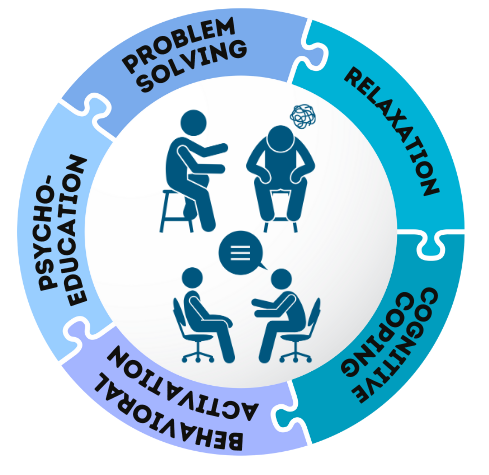 PROBLEM
SOLVING
RELAXATION
COGNITIVE
COPING
BEHAVIORAL
ACTIVATION
PSYCHO-
EDUCATION